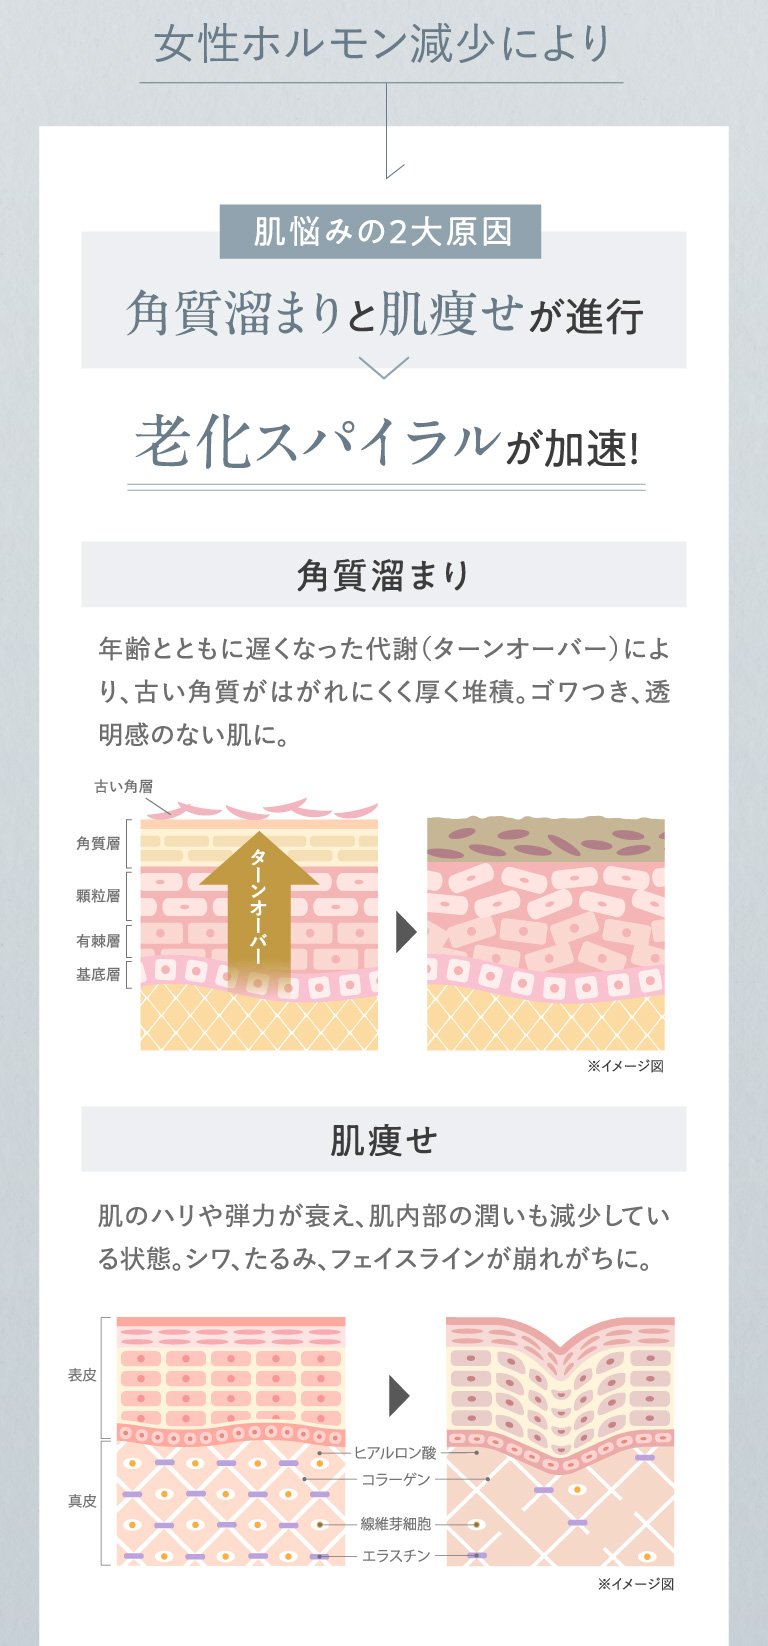 女性ホルモン減少により
肌悩みの2大原因
角質溜まりと肌痩せが進行
老化スパイラルが加速!
角質溜まり
年齢とともに遅くなった代謝(ターンオーバー)によ
り、古い角質がはがれにくく厚く堆積。ゴワつき、透
明感のない肌に。
古い角層
角質層
顆粒層
有棘層
基底層
ターンオーバー
※イメージ図
肌痩せ
肌のハリや弾力が衰え、肌内部の潤いも減少してい
る状態。シワ、たるみ、フェイスラインが崩れがちに。
表皮
真皮
ヒアルロン酸
コラーゲン
線維芽細胞
エラスチン
※イメージ図